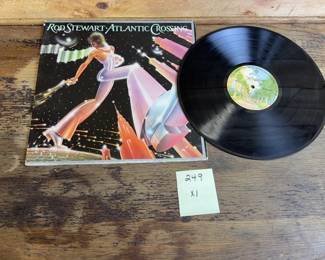 ROD STEWART·ATLANTIC CROSSING
249
x1